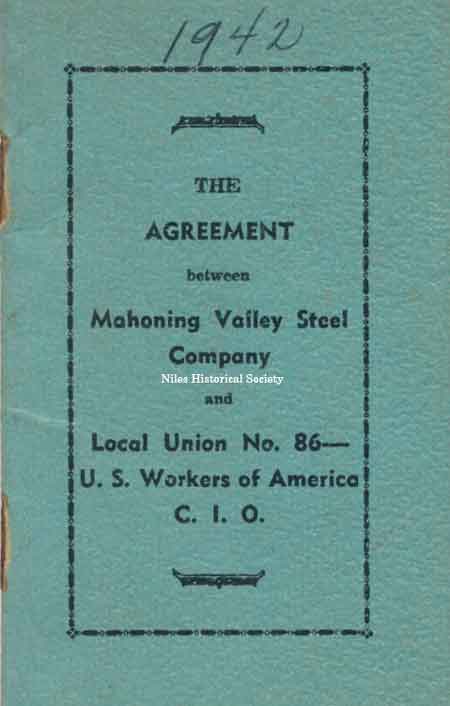 1942
THE
AGREEMENT
between
Mahoning Valley Steel
Company
Niles Historical Society
and
Local Union No. 86—
U. S. Workers of America
C. I. O.